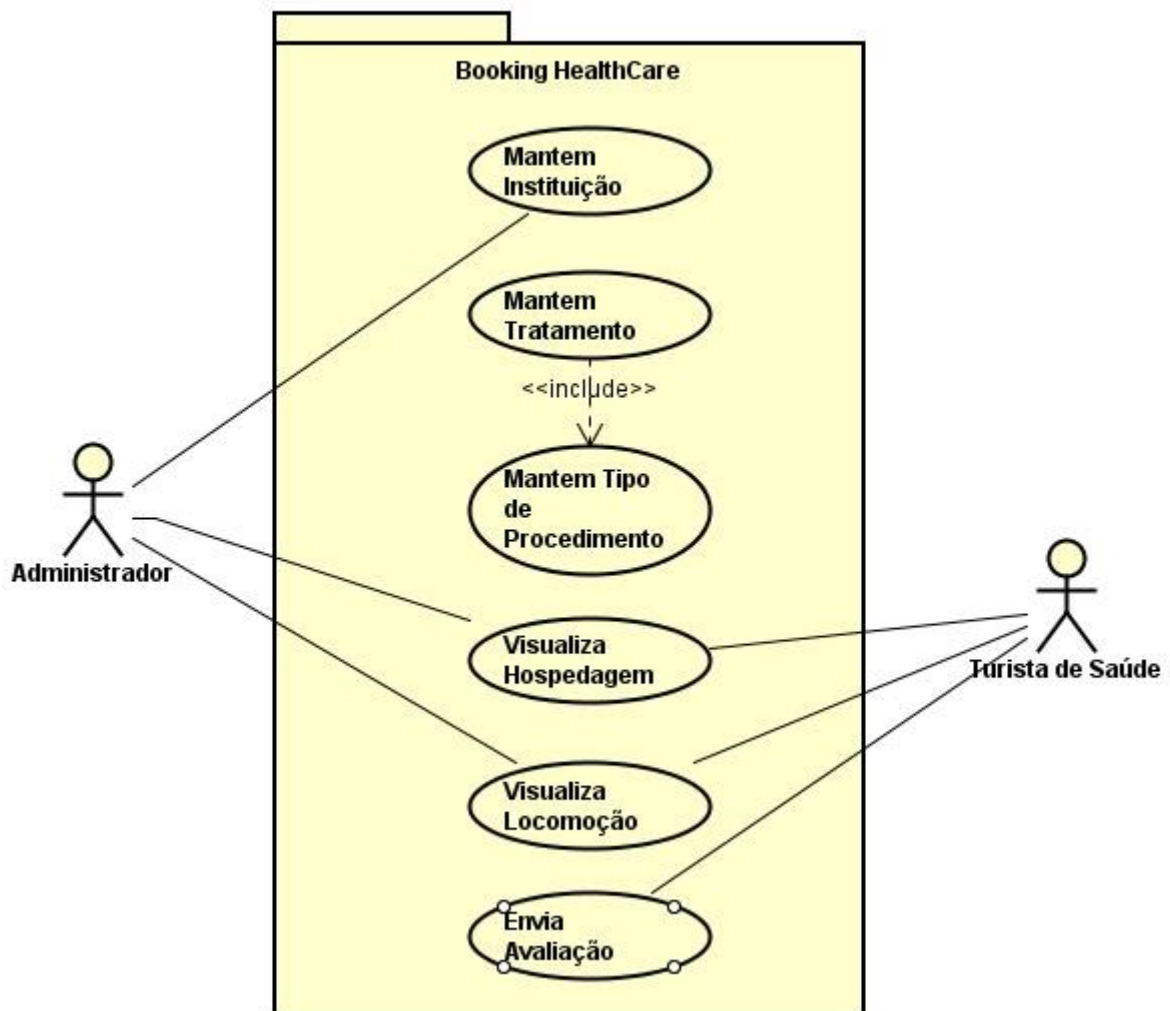 Booking HealthCare
Mantem
Instituição
Mantem
Tratamento
<<include>>
Mantem Tipo
de
Procedimento
Administrador
Visualiza
Hospedagem
Turista de Saúde
Visualiza
Locomoção
Envia
Avaliação